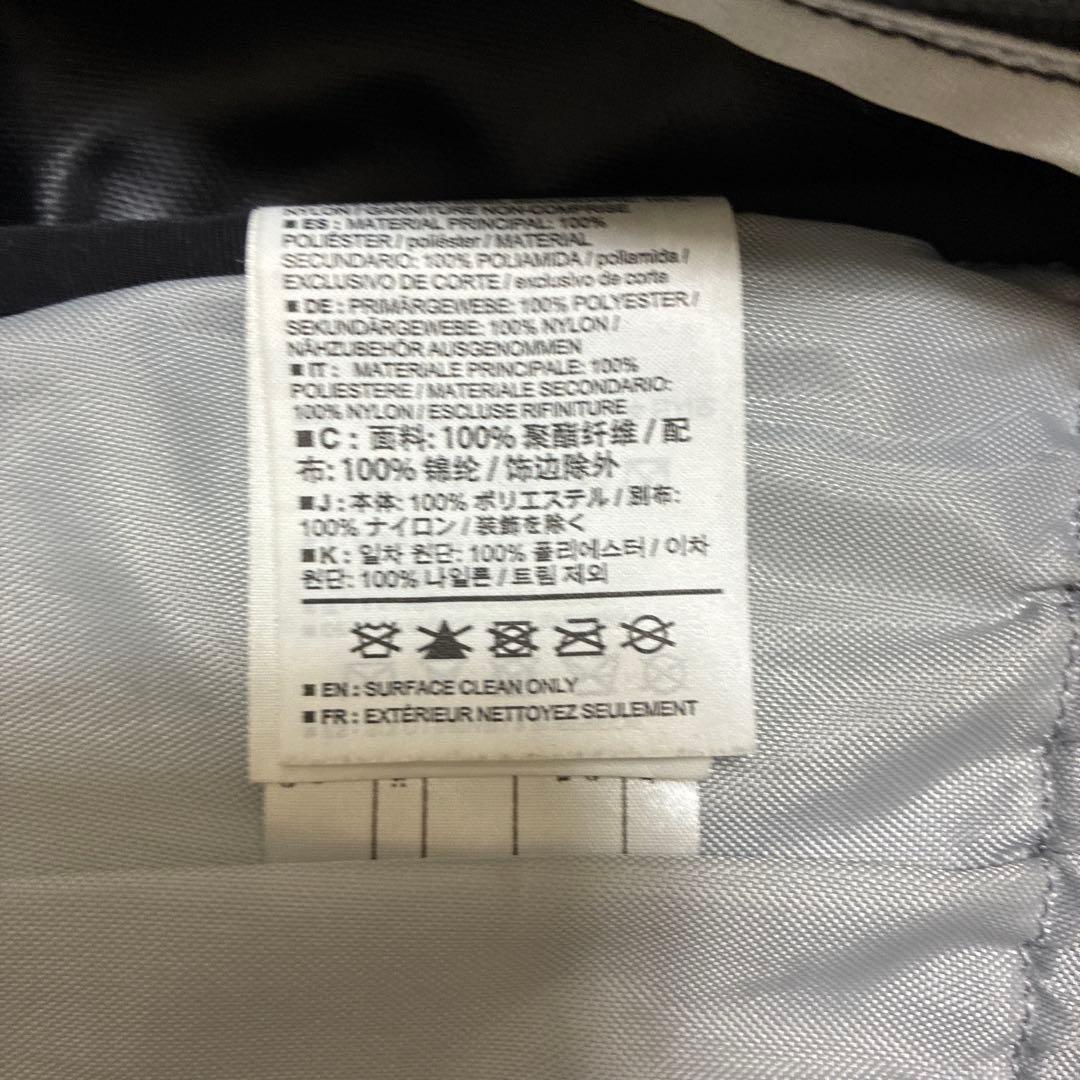 ■ ES : MATERIAL PRINCIPAL: 100%
POLIÉSTER / poliéster / MATERIAL
SECUNDARIO: 100% POLIAMIDA / poliamida /
EXCLUSIVO DE CORTE / exclusivo de corte
■ DE : PRIMÄRGEWEBE: 100% POLYESTER /
SEKUNDÄRGEWEBE: 100% NYLON /
NÄHZUBEHÖR AUSGENOMMEN
■ IT : MATERIALE PRINCIPALE: 100%
POLIESTERE / MATERIALE SECONDARIO:
100% NYLON / ESCLUSE RIFINITURE
■ C : 面料: 100% 聚酯纤维 / 配
布: 100% 锦纶 / 饰边除外
■ J : 本体: 100% ポリエステル / 別布:
100% ナイロン / 装飾を除く
■ K : 일차 원단: 100% 폴리에스터 / 이차
원단: 100% 나일론 / 트림 제외
■ EN : SURFACE CLEAN ONLY
■ FR : EXTÉRIEUR NETTOYEZ SEULEMENT